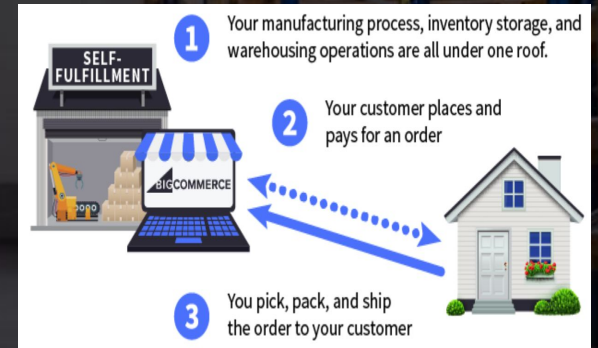 SELF-
FULFILLMENT
1
Your manufacturing process, inventory storage, and
warehousing operations are all under one roof.
2
Your customer places and
pays for an order
BIGCOMMERCE
3
You pick, pack, and ship
the order to your customer